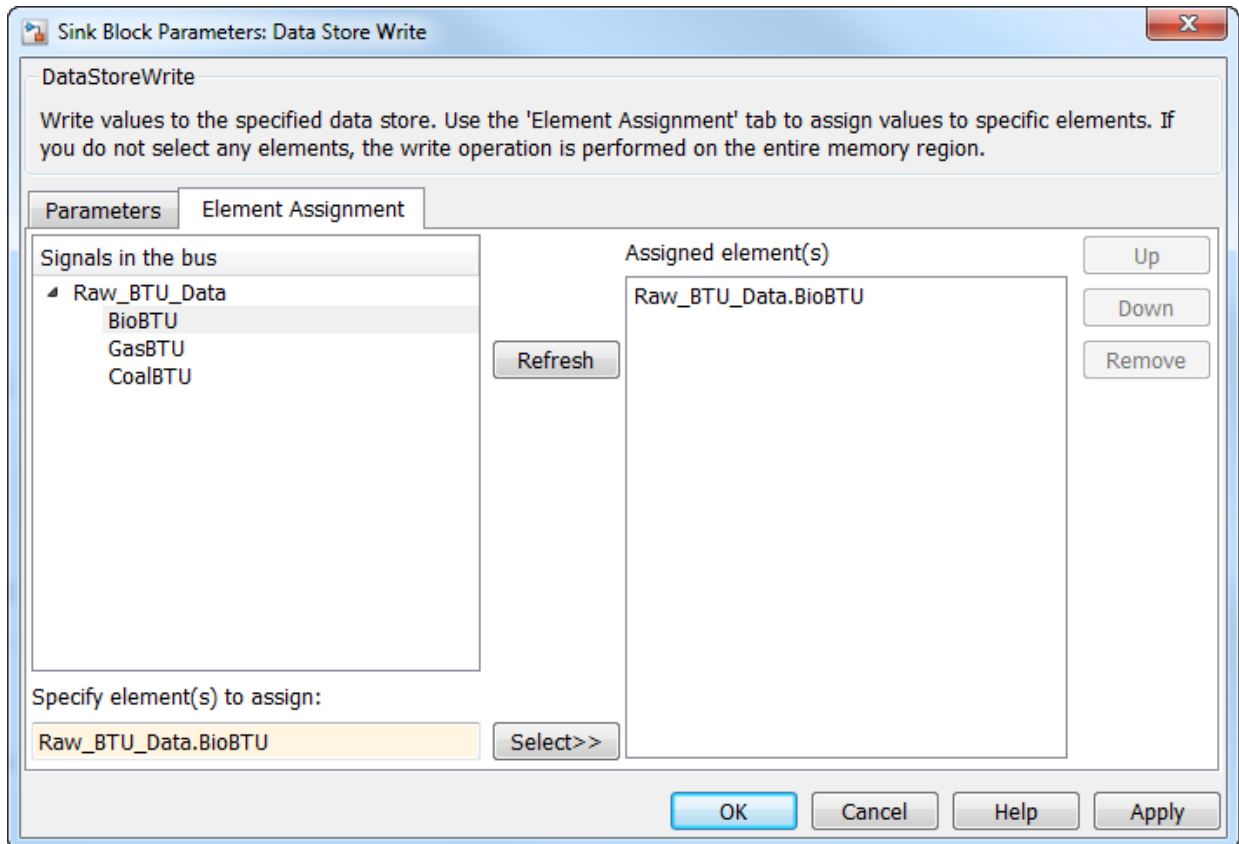 Sink Block Parameters: Data Store Write
DataStoreWrite
Write values to the specified data store. Use the 'Element Assignment' tab to assign values to specific elements. If
you do not select any elements, the write operation is performed on the entire memory region.
Parameters
Element Assignment
Signals in the bus
Raw_BTU_Data
BioBTU
GasBTU
CoalBTU
Refresh
Assigned element(s)
Raw_BTU_Data.BioBTU
Up
Down
Remove
Specify element(s) to assign:
Raw_BTU_Data.BioBTU
Select>>
OK
Cancel
Help
Apply